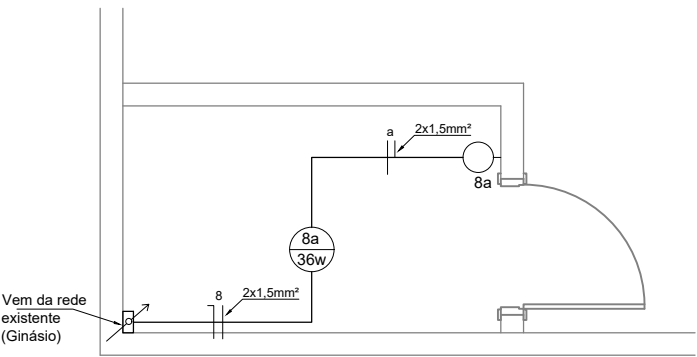 a
2x1,5mm²
8a
8a
36w
8
2x1,5mm²
Vem da rede
existente
(Ginásio)